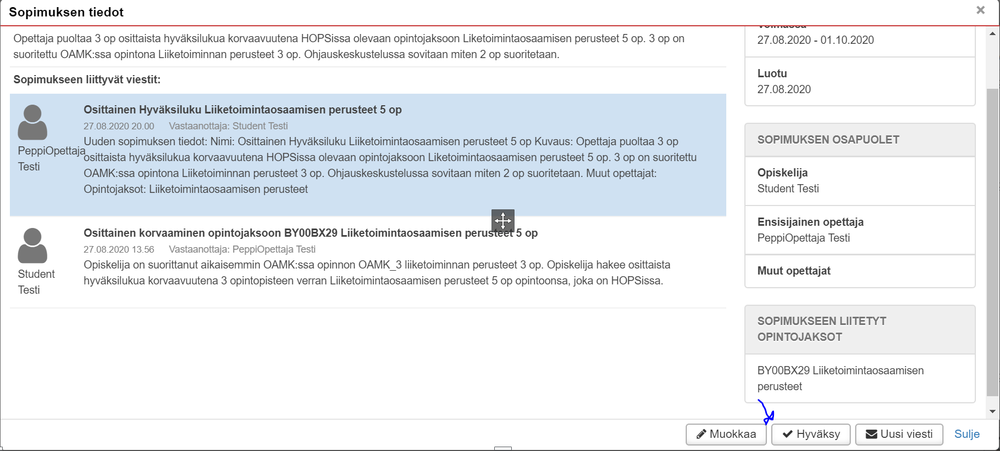 Sopimuksen tiedot
Opettaja puoltaa 3 op osittaista hyväksilukua korvaavuutena HOPSissa olevaan opintojaksoon Liketoimintaosaamisen perusteet 5 op. 3 op on
suoritettu OAMK:ssa opintona Liiketoiminnan perusteet 3 op. Ohjauskeskustelussa sovitaan miten 2 op suoritetaan.
Sopimukseen liittyvät viestit:
Osittainen Hyväksiluku Liiketoimintaosaamisen perusteet 5 op
27.08.2020 20.00 Vastaanottaja: Student Testi
PeppiOpettaja
Testi
Uuden sopimuksen tiedot: Nimi: Osittainen Hyväksiluku Liiketoimintaosaamisen perusteet 5 op Kuvaus: Opettaja puoltaa 3 op
osittaista hyväksilukua korvaavuutena HOPSissa olevaan opintojaksoon Liketoimintaosaamisen perusteet 5 op. 3 op on suoritettu
OAMK:ssa opintona Liiketoiminnan perusteet 3 op. Ohjauskeskustelussa sovitaan miten 2 op suoritetaan. Muut opettajat:
Opintojaksot: Liiketoimintaosaamisen perusteet
Osittainen korvaaminen opintojaksoon BY00BX29 Liiketoimintaosaamisen perusteet 5 op
27.08.2020 13.56 Vastaanottaja: PeppiOpettaja Testi
Student
Testi
Opiskelija on suorittanut aikaisemmin OAMK:ssa opinnon OAMK_3 liiketoiminnan perusteet 3 op. Opiskelija hakee osittaista
hyväksilukua korvaavuutena 3 opintopisteen verran Liiketoimintaosaamisen perusteet 5 op opintoonsa, joka on HOPSissa.
Voimassa
27.08.2020 - 01.10.2020
Luotu
27.08.2020
SOPIMUKSEN OSAPUOLET
Opiskelija
Student Testi
Ensisijainen opettaja
PeppiOpettaja Testi
Muut opettajat
SOPIMUKSEEN LIITETYT
OPINTOJAKSOT
BY00BX29 Liiketoimintaosaamisen
perusteet
Muokkaa
Hyväksy
Uusi viesti
Sulje